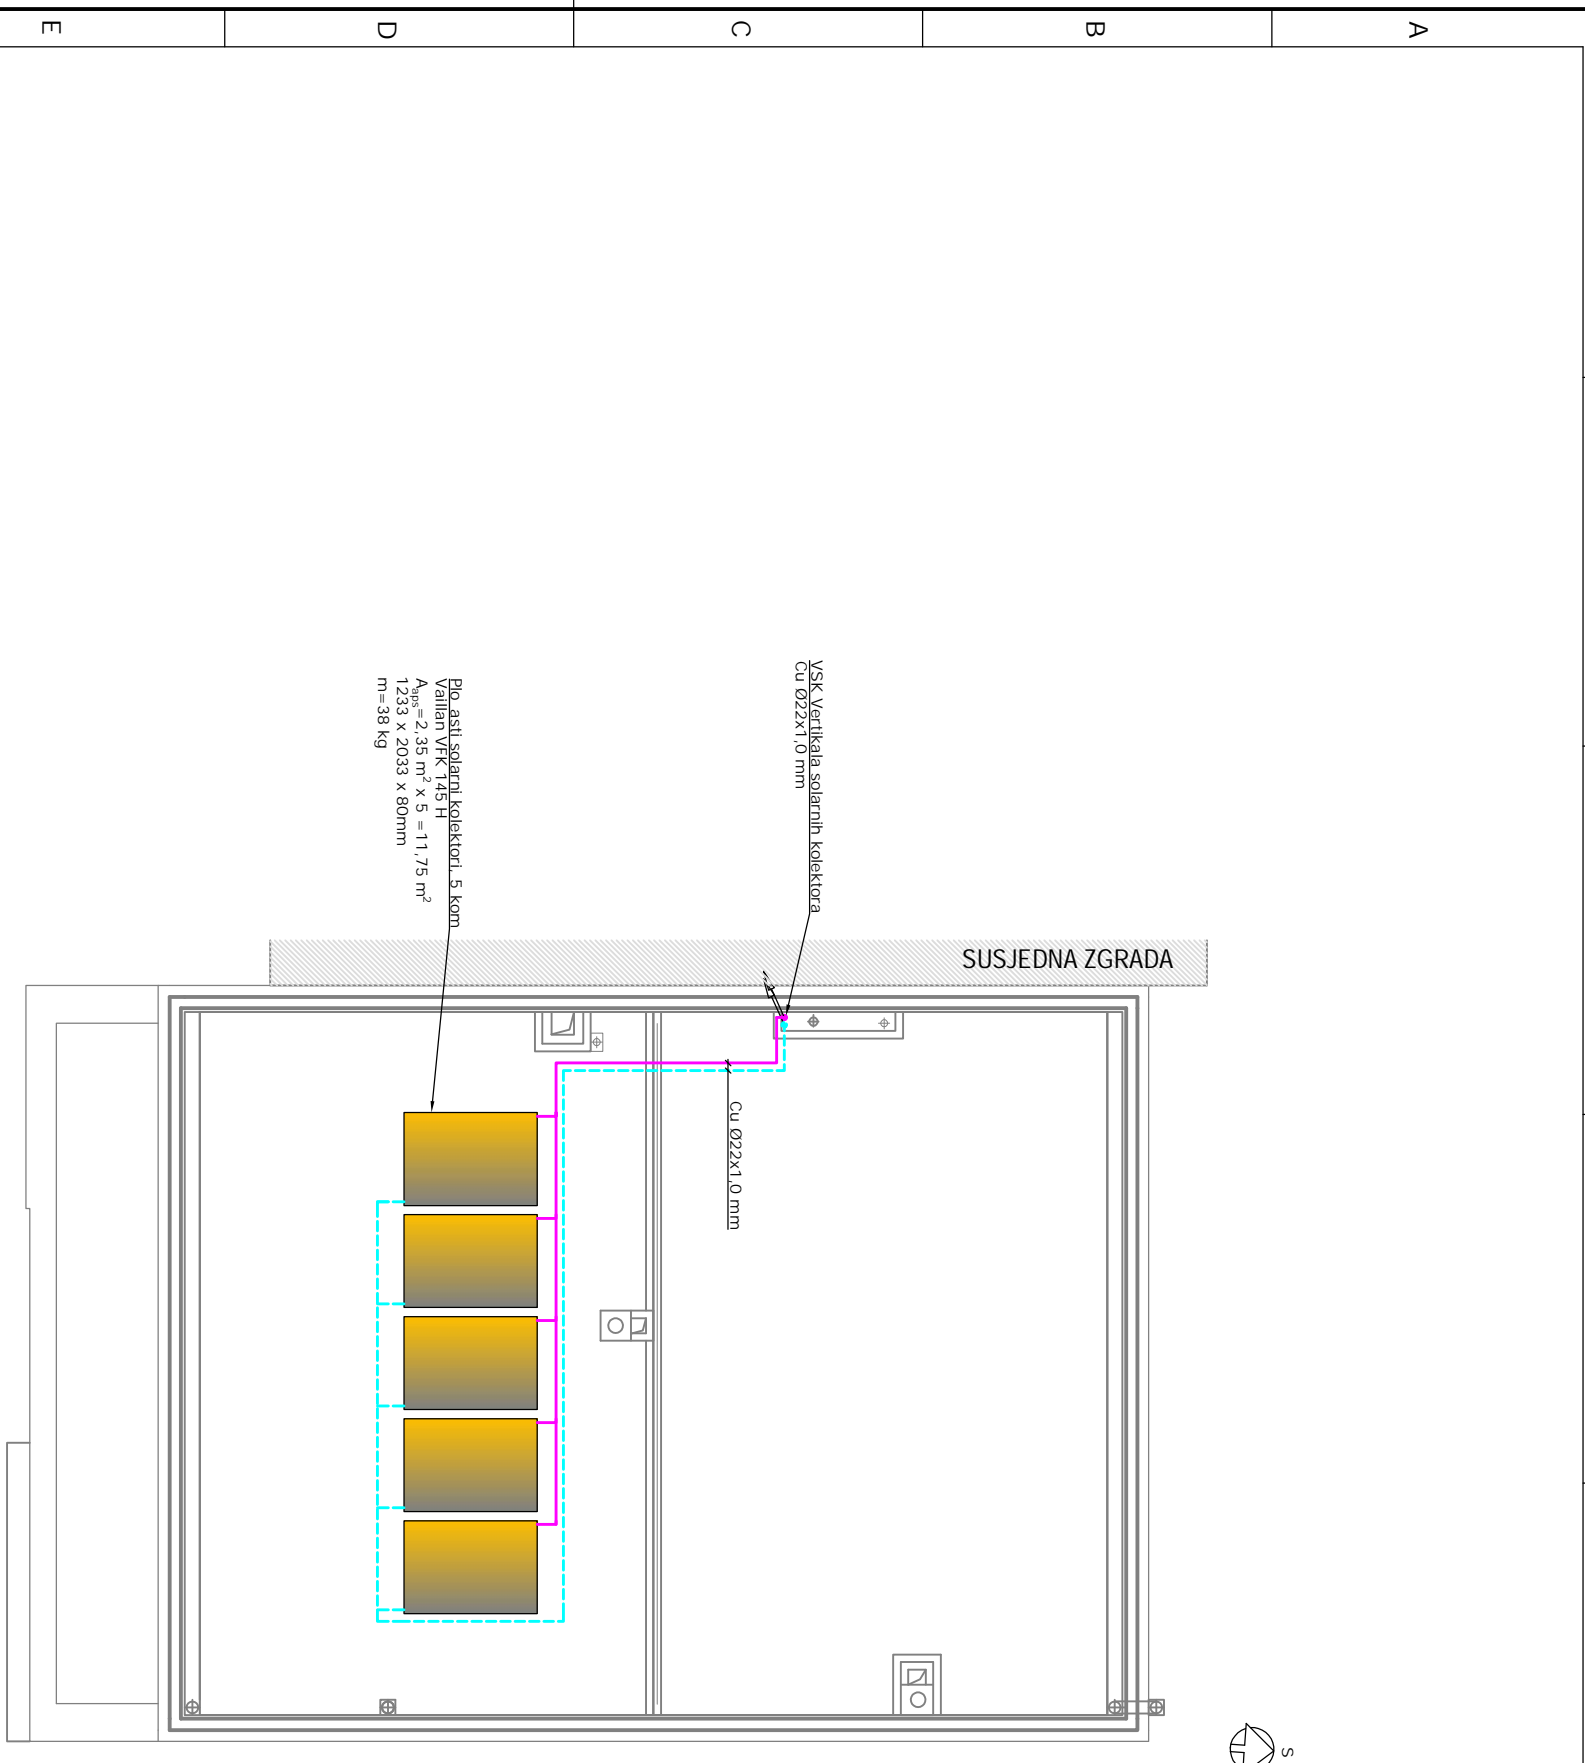 E
D
C
B
A
VSK Vertikala solarnih kolektora
Cu Ø22x1,0 mm
Plo asti solarni kolektori, 5 kom
Vaillan VFK 145 H
Aaps=2,35 m² x 5 =11,75 m²
1233 x 2033 x 80mm
m=38 kg
SUSJEDNA ZGRADA
Cu Ø22x1,0 mm
S